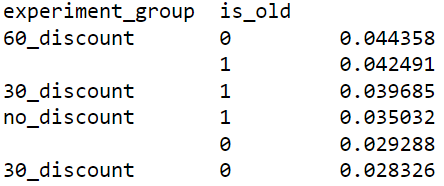 experiment_group  is_old
60_discount       0         0.044358
                  1         0.042491
30_discount       1         0.039685
no_discount       1         0.035032
                  0         0.029288
30_discount       0         0.028326